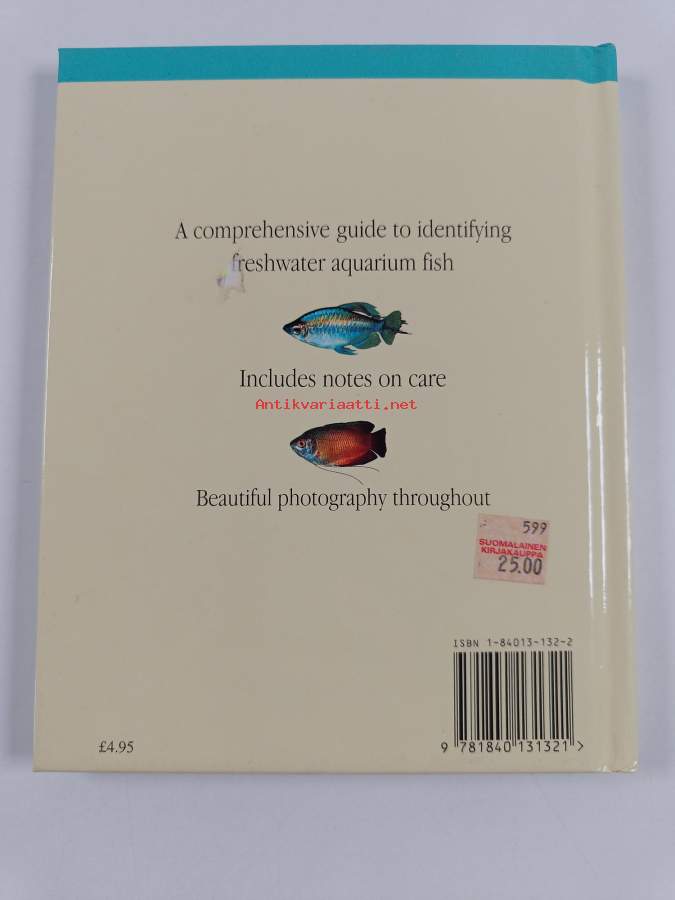 A comprehensive guide to identifying
freshwater aquarium fish
Includes notes on care
Antikvariaatti.net
Beautiful photography throughout
599
SUOMALAINEN
KIRJAKAUPPA
25.00
ISBN 1-84013-132-2
£4.95
9 781840 131321 >